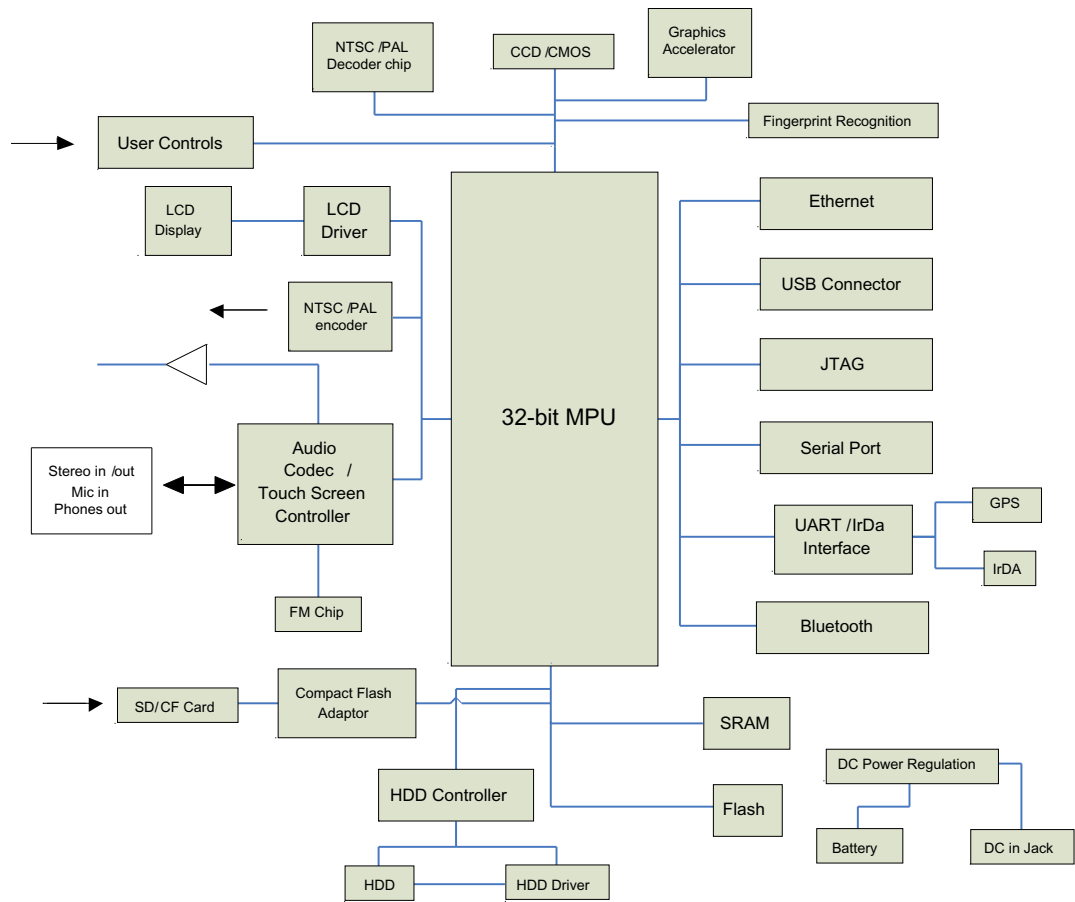 NTSC /PAL
Decoder chip
CCD /CMOS
Graphics
Accelerator
Fingerprint Recognition
User Controls
LCD
Display
LCD
Driver
NTSC /PAL
encoder
Audio
Codec /
Touch Screen
Controller
Stereo in /out
Mic in
Phones out
FM Chip
32-bit MPU
Ethernet
USB Connector
JTAG
Serial Port
UART /IrDa
Interface
GPS
IrDA
Bluetooth
SD/CF Card
Compact Flash
Adaptor
HDD Controller
HDD
HDD Driver
SRAM
Flash
DC Power Regulation
Battery
DC in Jack